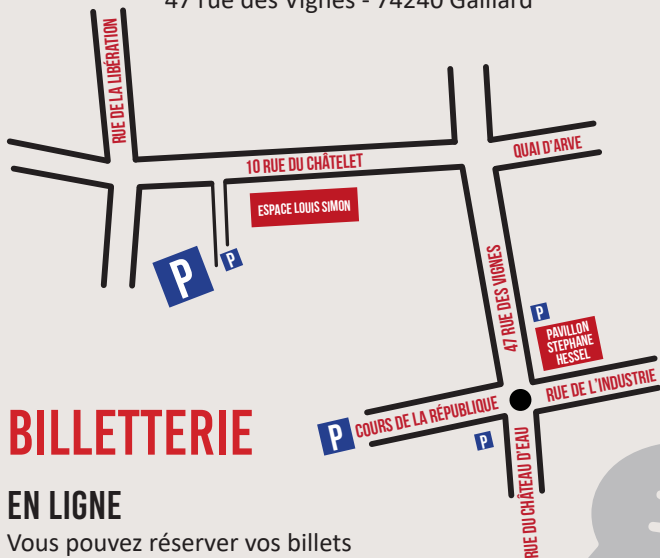 47 rue des Vignes - 74240 Gaillard
RUE DE LA LIBÉRATION
10 RUE DU CHÂTELET
QUAI D'ARVE
ESPACE LOUIS SIMON
P
P
47 RUE DES VIGNES
P
PAVILLON
STEPHANE
HESSEL
RUE DE L'INDUSTRIE
COURS DE LA RÉPUBLIQUE
P
P
RUE DU CHÂTEAU D'EAU
BILLETTERIE
EN LIGNE
Vous pouvez réserver vos billets